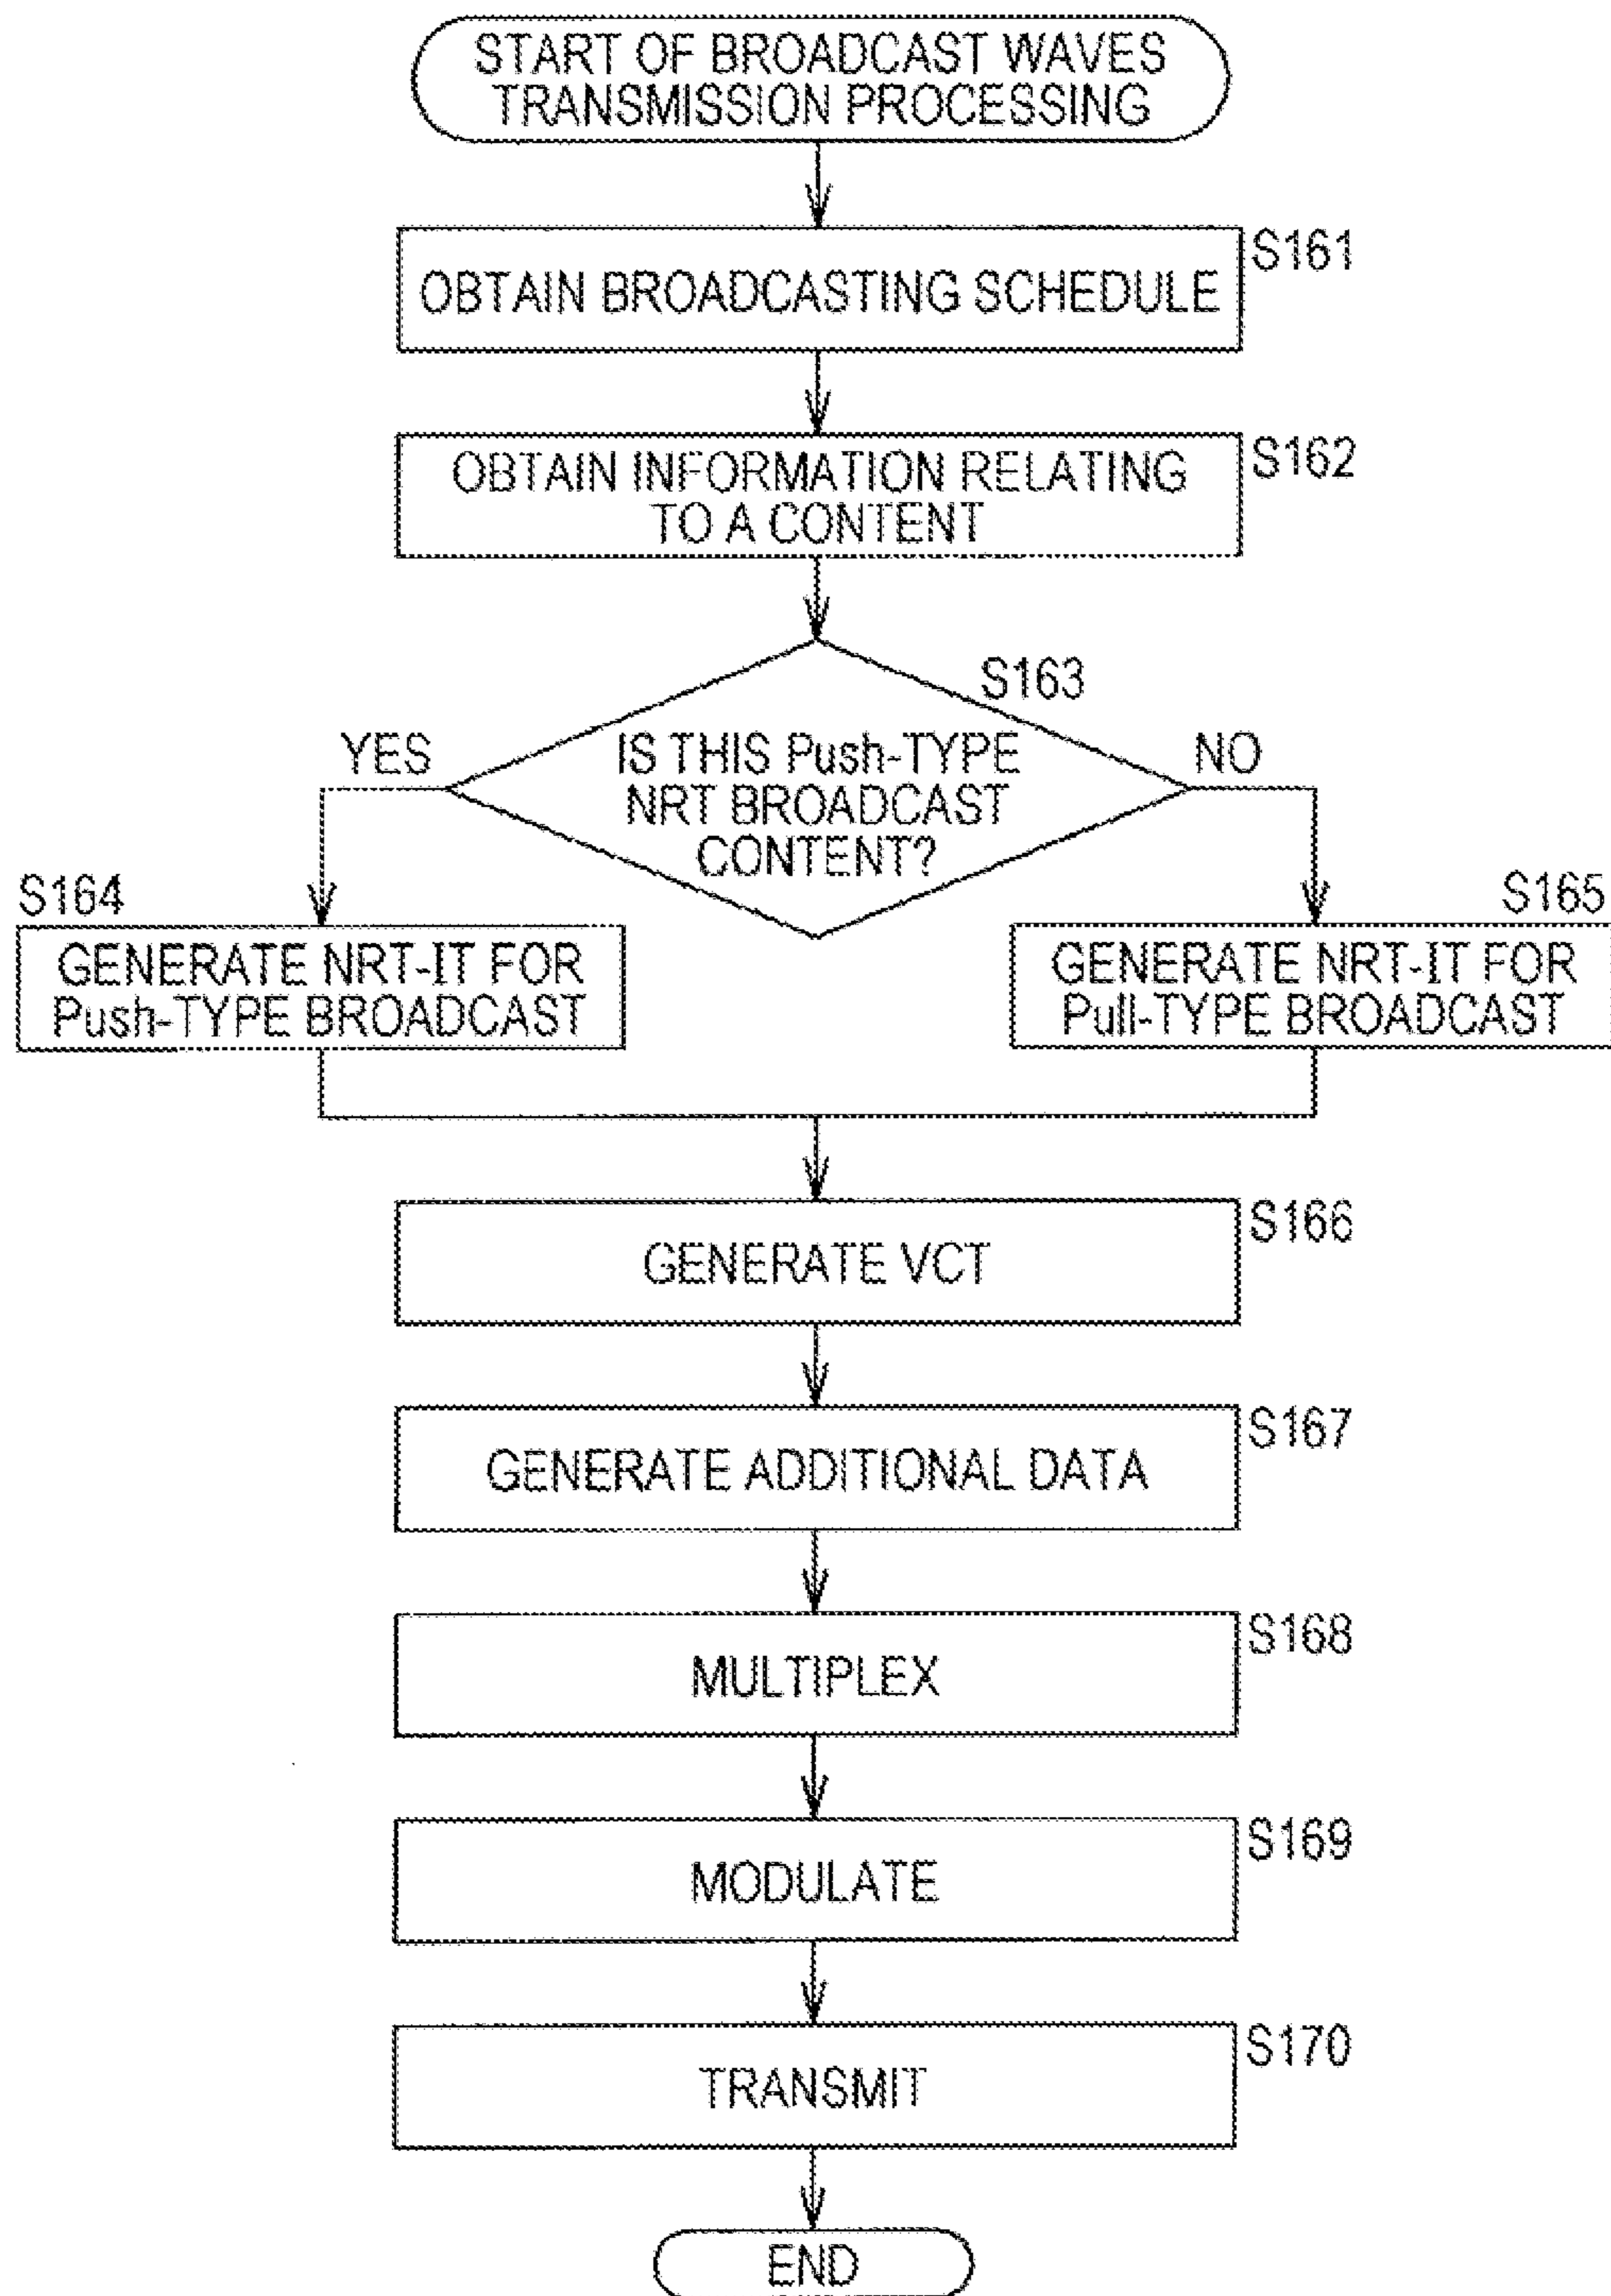 START OF BROADCAST WAVES
TRANSMISSION PROCESSING
S161
OBTAIN BROADCASTING SCHEDULE
S162
OBTAIN INFORMATION RELATING
TO A CONTENT
S163
YES
IS THIS Push-TYPE
NRT BROADCAST
CONTENT?
NO
S164
GENERATE NRT-IT FOR
Push-TYPE BROADCAST
S165
GENERATE NRT-IT FOR
Pull-TYPE BROADCAST
S166
GENERATE VCT
S167
GENERATE ADDITIONAL DATA
S168
MULTIPLEX
S169
MODULATE
S170
TRANSMIT
END